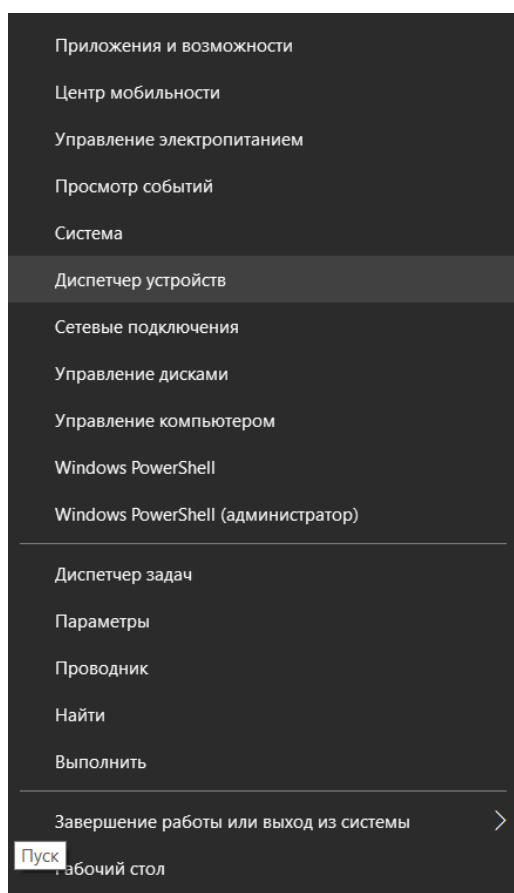 Приложения и возможности
Центр мобильности
Управление электропитанием
Просмотр событий
Система
Диспетчер устройств
Сетевые подключения
Управление дисками
Управление компьютером
Windows PowerShell
Windows PowerShell (администратор)
Диспетчер задач
Параметры
Проводник
Найти
Выполнить
Завершение работы или выход из системы
Пуск
Рабочий стол